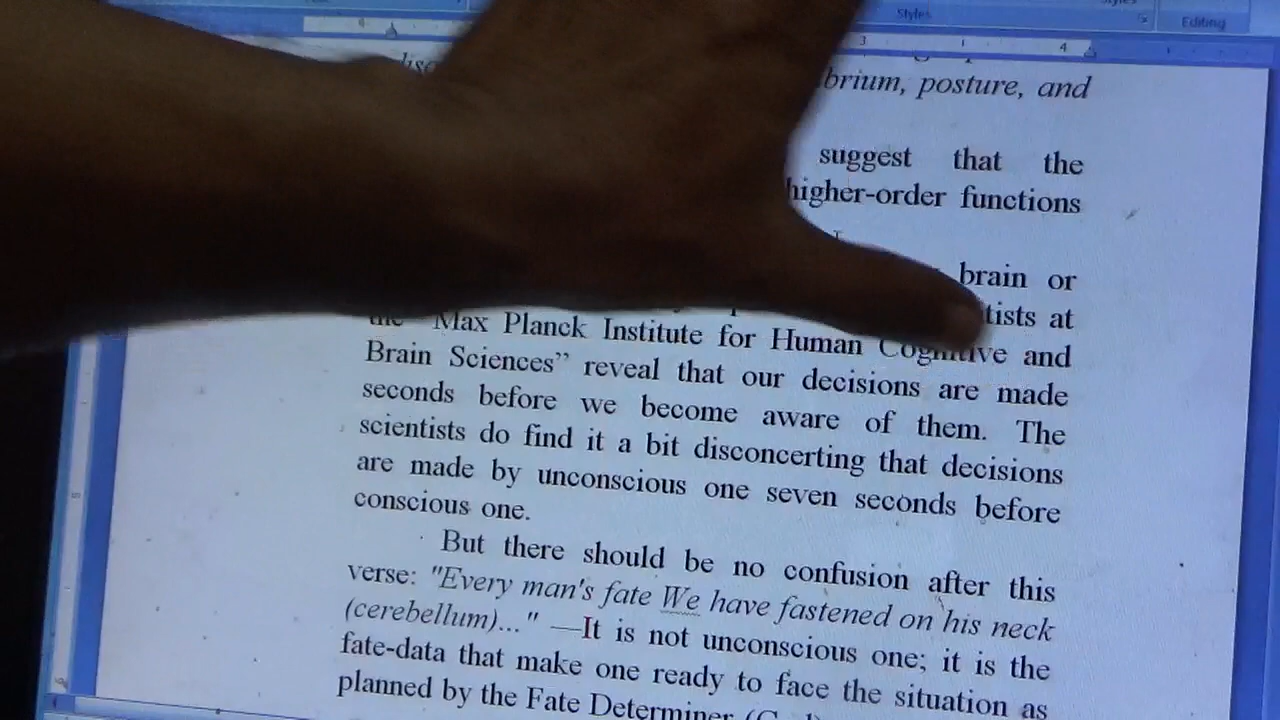 Styles
Editing
3 4
brium, posture, and
suggest that the
higher-order functions
brain or
tists at
the "Max Planck Institute for Human Cognitive and
Brain Sciences” reveal that our decisions are made
seconds before we become aware of them. The
scientists do find it a bit disconcerting that decisions
are made by unconscious one seven seconds before
conscious one.
But there should be no confusion after this
verse: "Every man's fate We have fastened on his neck
(cerebellum)..." —It is not unconscious one; it is the
fate-data that make one ready to face the situation as
planned by the Fate Determiner